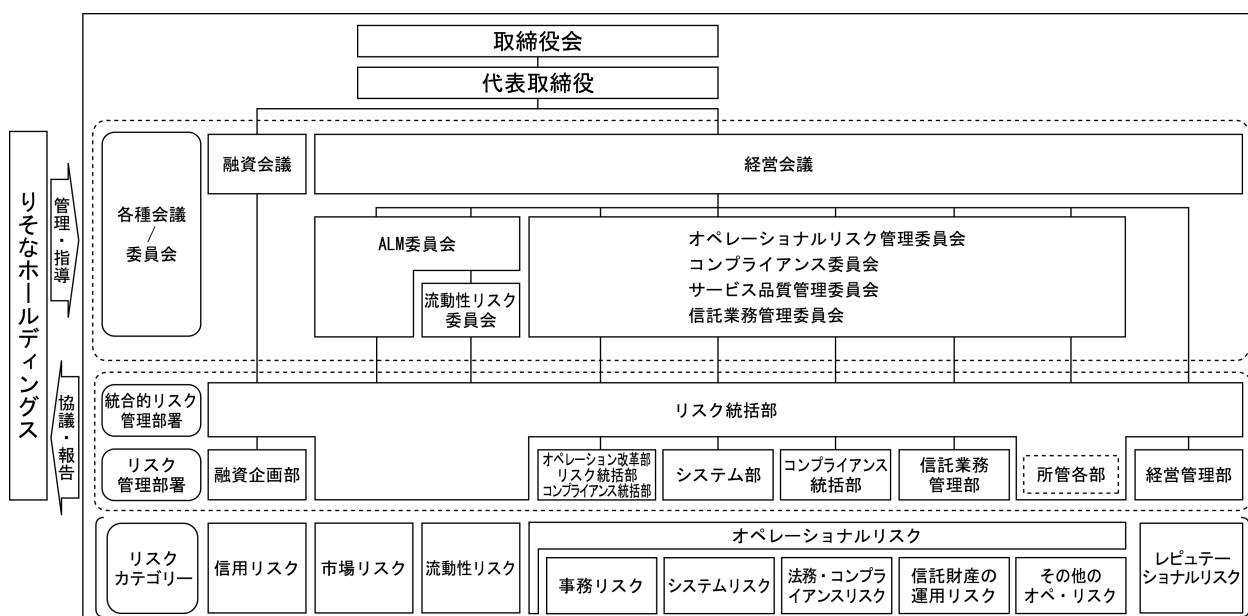 取締役会
代表取締役
りそなホールディングス
管理・指導
協議・報告
各種会議
/
委員会
融資会議
経営会議
ALM委員会
流動性リスク
委員会
オペレーショナルリスク管理委員会
コンプライアンス委員会
サービス品質管理委員会
信託業務管理委員会
統合的リスク
管理部署
リスク統括部
リスク
管理部署
融資企画部
オペレーション改革部
リスク統括部
コンプライアンス統括部
システム部
コンプライアンス
統括部
信託業務
管理部
所管各部
経営管理部
リスク
カテゴリー
信用リスク
市場リスク
流動性リスク
オペレーショナルリスク
事務リスク
システムリスク
法務・コンプラ
イアンスリスク
信託財産の
運用リスク
その他の
オペ・リスク
レピュテー
ショナルリスク